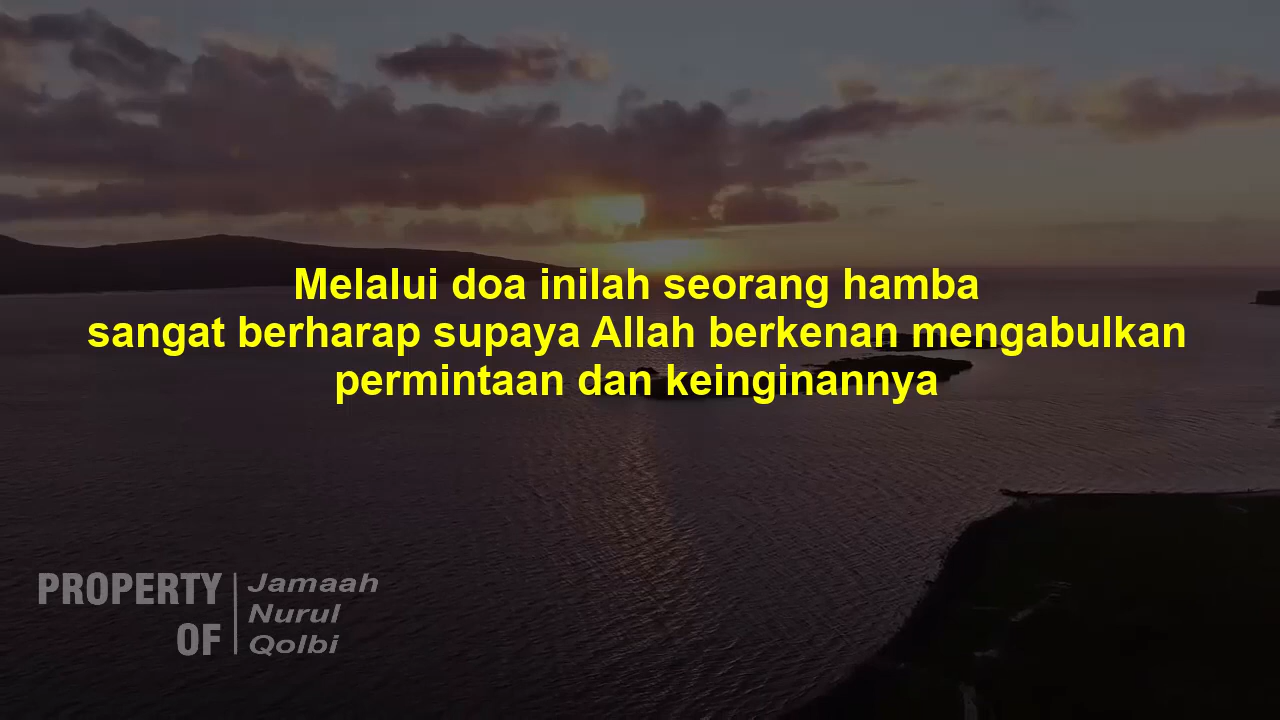 Melalui doa inilah seorang hamba
sangat berharap supaya Allah berkenan mengabulkan
permintaan dan keinginannya
PROPERTY OF
Jamaah
Nurul
Qolbi